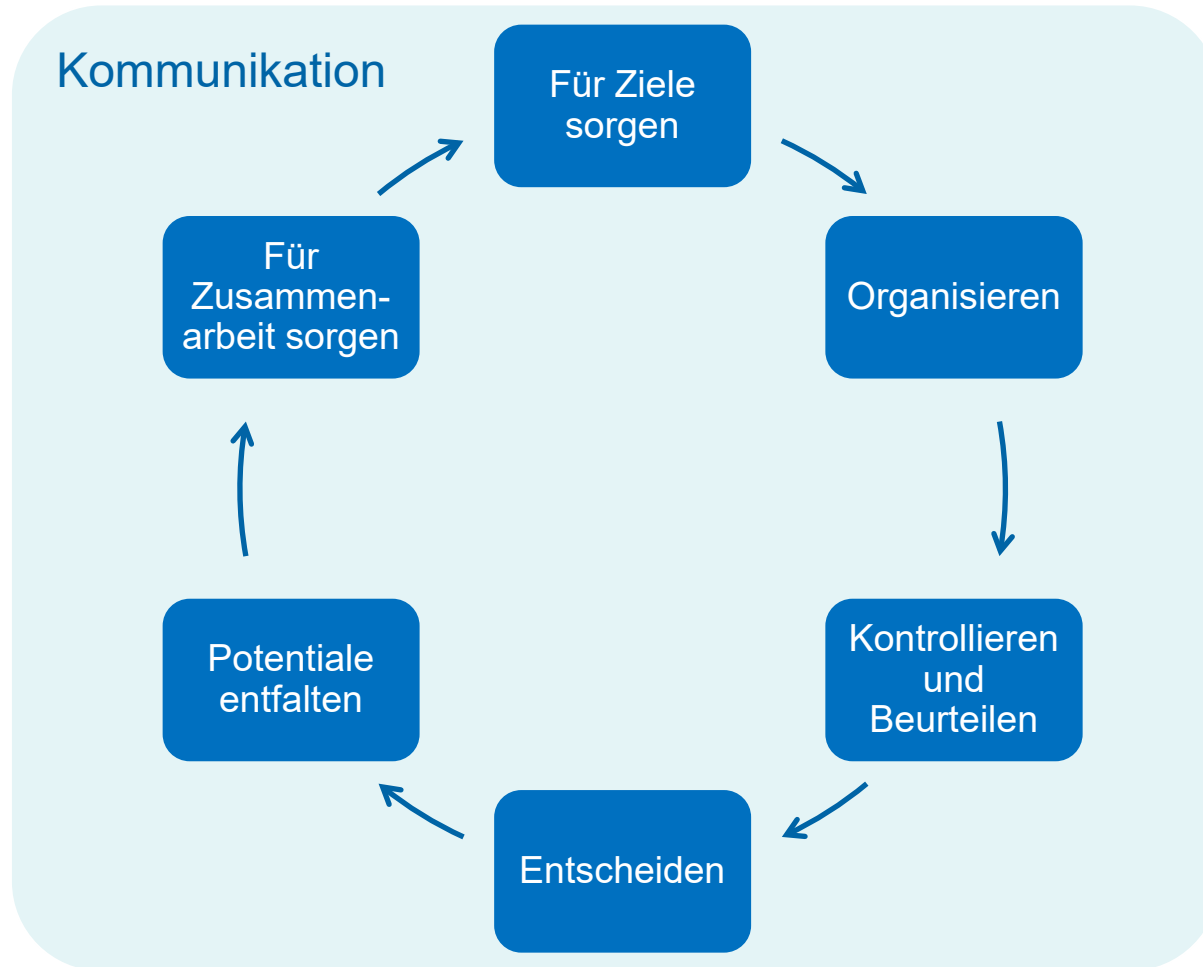 Kommunikation
Für Ziele
sorgen
Organisieren
Kontrollieren
und
Beurteilen
Entscheiden
Potentiale
entfalten
Für
Zusammen-
arbeit sorgen